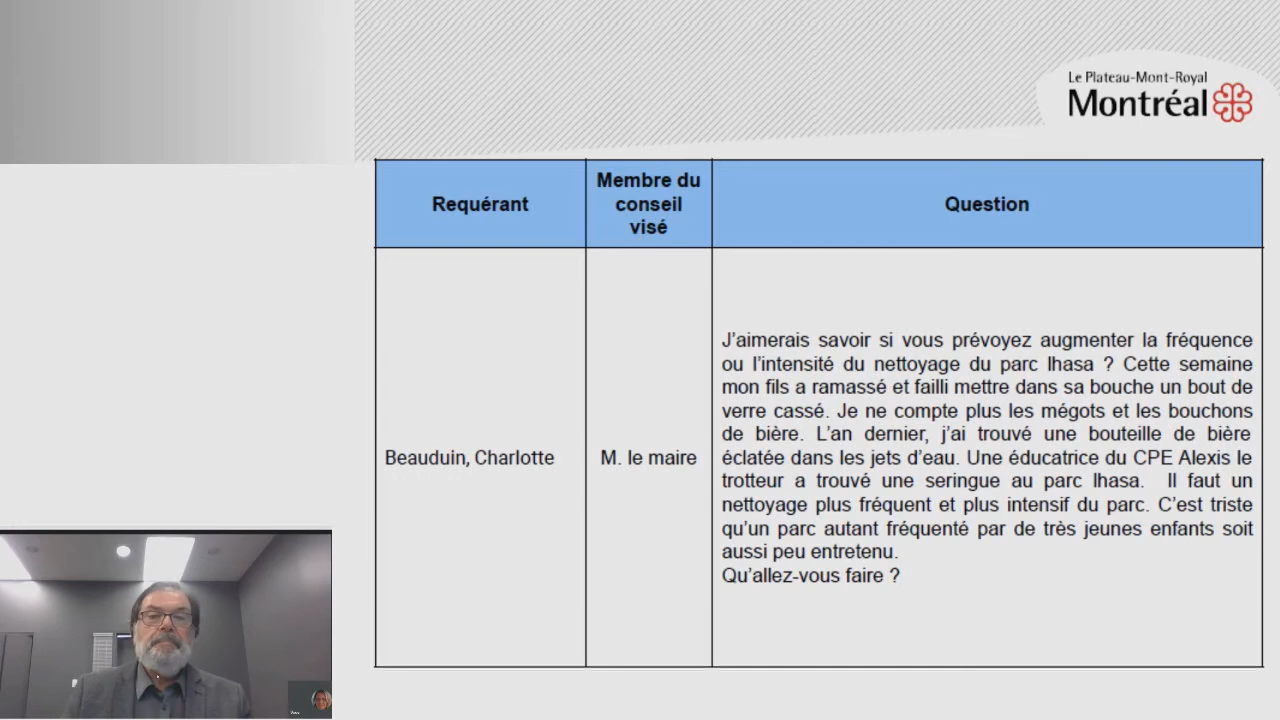 Le Plateau-Mont-Royal
Montréal
Requérant
Membre du
conseil
visé
Question
Beauduin, Charlotte
M. le maire
J'aimerais savoir si vous prévoyez augmenter la fréquence
ou l'intensité du nettoyage du parc lhasa ? Cette semaine
mon fils a ramassé et failli mettre dans sa bouche un bout de
verre cassé. Je ne compte plus les mégots et les bouchons
de bière. L'an dernier, j'ai trouvé une bouteille de bière
éclatée dans les jets d'eau. Une éducatrice du CPE Alexis le
trotteur a trouvé une seringue au parc lhasa. Il faut un
nettoyage plus fréquent et plus intensif du parc. C'est triste
qu'un parc autant fréquenté par de très jeunes enfants soit
aussi peu entretenu.
Qu'allez-vous faire ?